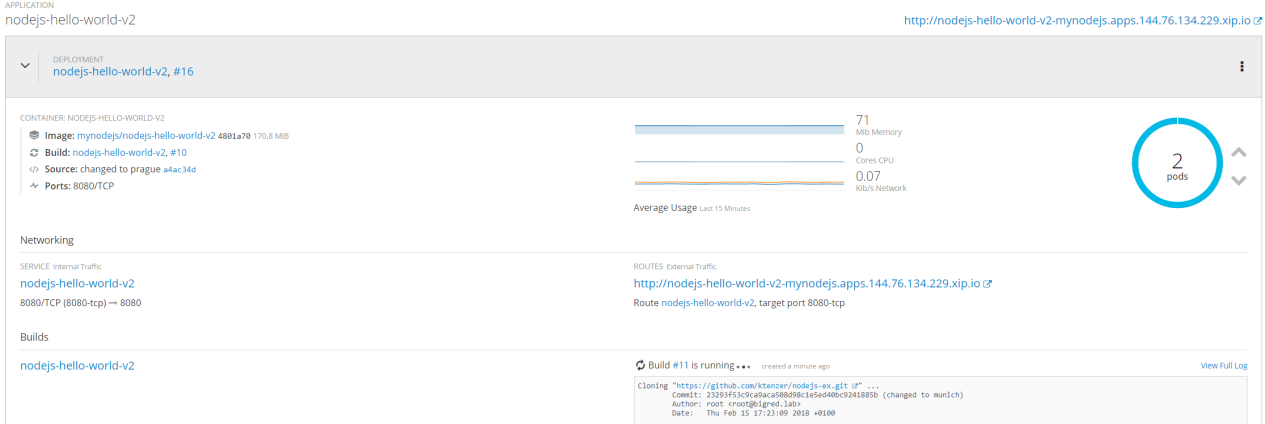 APPLICATION
nodejs-hello-world-v2
http://nodejs-hello-world-v2-mynodejs.apps.144.76.134.229.xip.io
DEPLOYMENT
nodejs-hello-world-v2, #16
CONTAINER: NODEJS-HELLO-WORLD-V2
Image: mynodejs/nodejs-hello-world-v2 4801a70 170.8 MiB
Build: nodejs-hello-world-v2, #10
Source: changed to prague a4ac34d
Ports: 8080/TCP
71
Mib Memory
0
Cores CPU
0.07
Kib/s Network
Average Usage Last 15 Minutes
2
pods
Networking
SERVICE Internal Traffic
nodejs-hello-world-v2
8080/TCP (8080-tcp) → 8080
ROUTES External Traffic
http://nodejs-hello-world-v2-mynodejs.apps.144.76.134.229.xip.io
Route nodejs-hello-world-v2, target port 8080-tcp
Builds
nodejs-hello-world-v2
Build #11 is running... created a minute ago
View Full Log
Cloning "https://github.com/ktenzer/nodejs-ex.git" ...
Commit: 23293f53c9ca9aca508d98c1e5ed40bc9241885b (changed to munich)
Author: root <root@bigred.lab>
Date: Thu Feb 15 17:23:09 2018 +0100